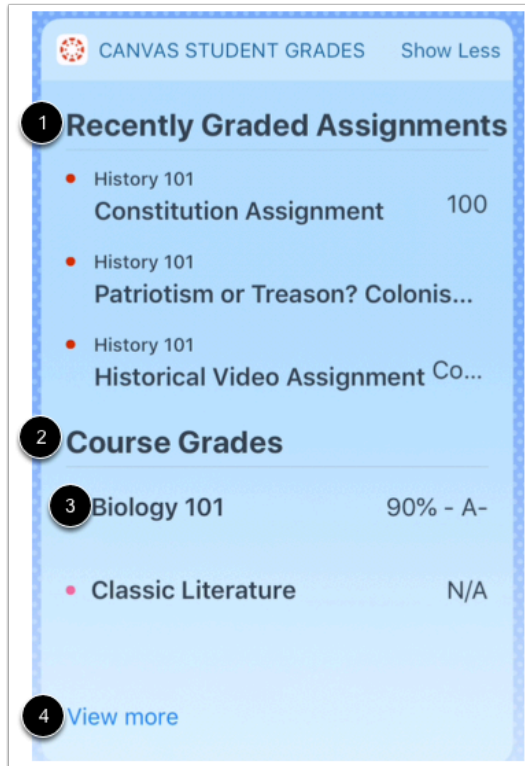 CANVAS STUDENT GRADES Show Less
1 Recently Graded Assignments
History 101
Constitution Assignment 100
History 101
Patriotism or Treason? Colonis...
History 101
Historical Video Assignment Co...
2 Course Grades
3 Biology 101 90% - A-
Classic Literature N/A
4 View more